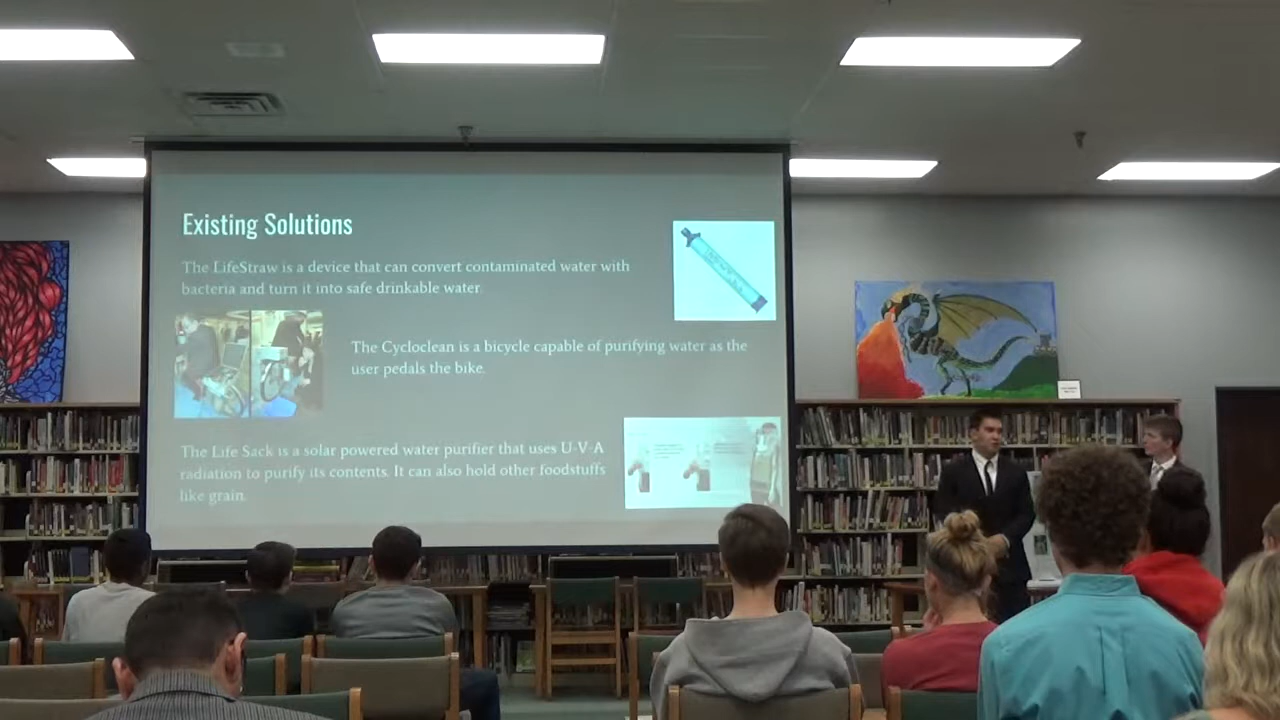 Existing Solutions
The LifeStraw is a device that can convert contaminated water with
bacteria and turn it into safe drinkable water.
The Cycloclean is a bicycle capable of purifying water as the
user pedals the bike.
The Life Sack is a solar powered water purifier that uses U-V-A
radiation to purify its contents. It can also hold other foodstuffs
like grain.